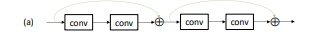 (a) conv conv ⊕ conv conv ⊕